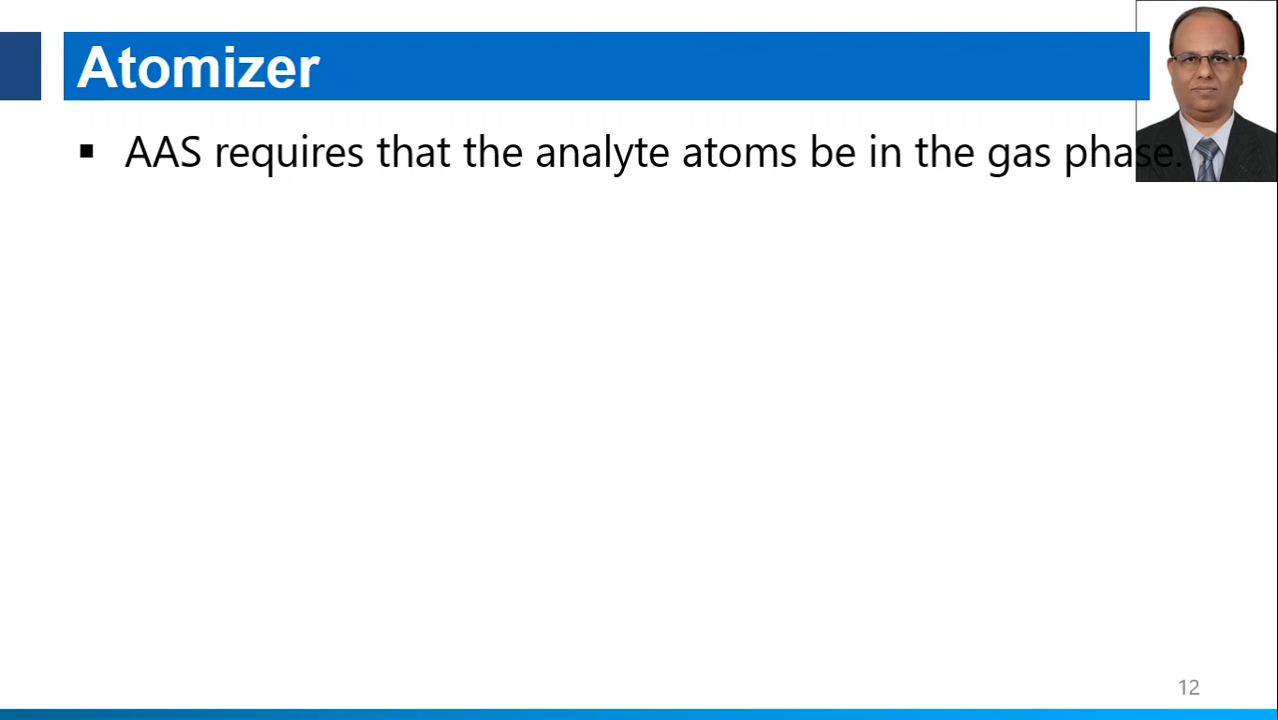 Atomizer
▪ AAS requires that the analyte atoms be in the gas phase.
12